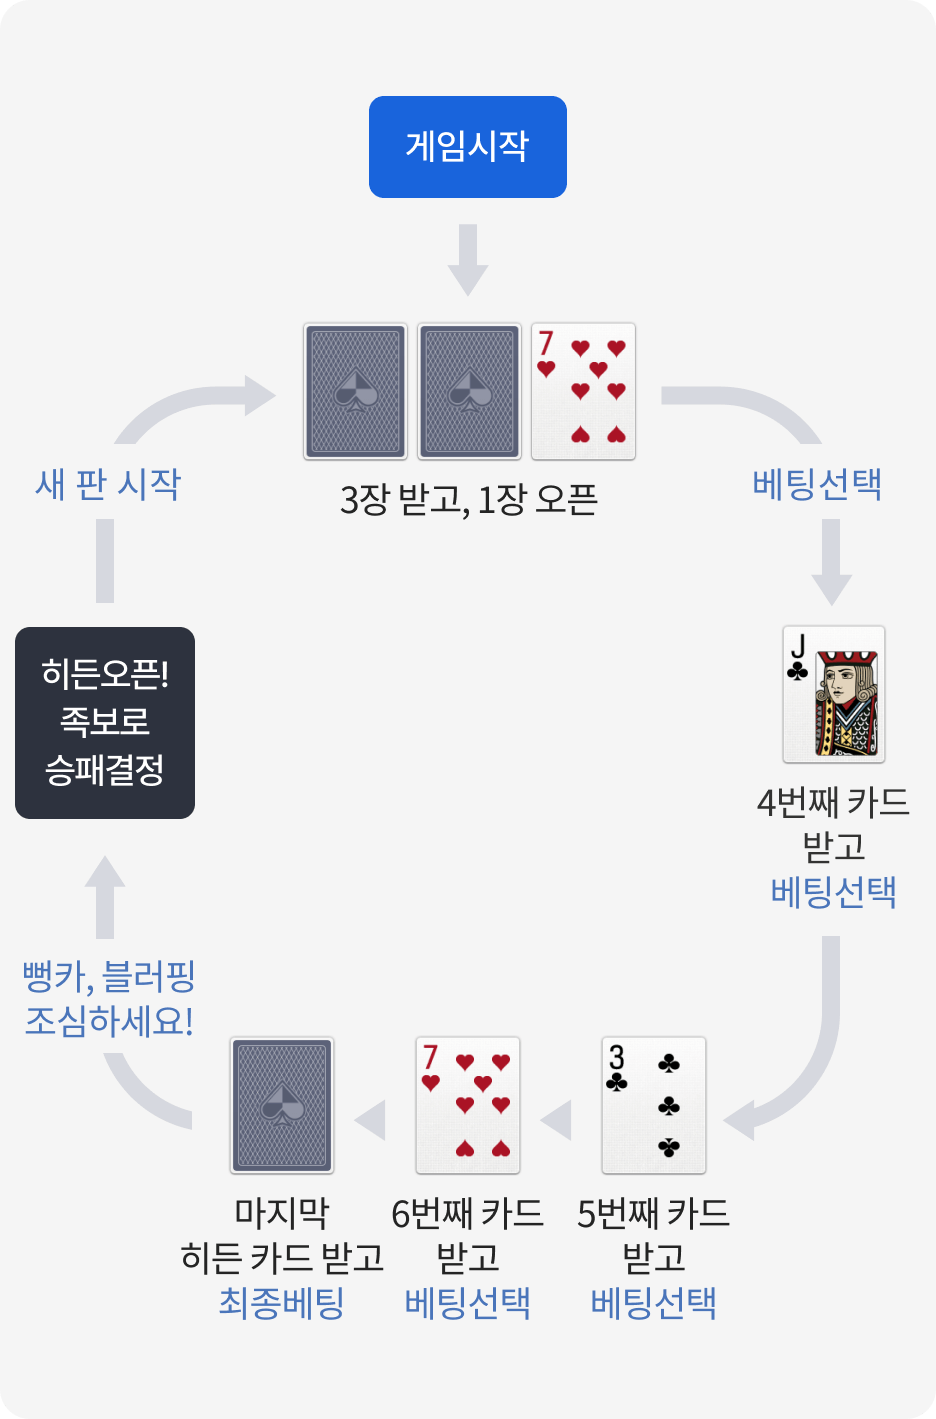 게임시작
7
3장 받고, 1장 오픈
새 판 시작
베팅선택
히든오픈!
족보로
승패결정
J
4번째 카드
받고
베팅선택
뻥카, 블러핑
조심하세요!
7
3
마지막
히든 카드 받고
최종베팅
6번째 카드
받고
베팅선택
5번째 카드
받고
베팅선택